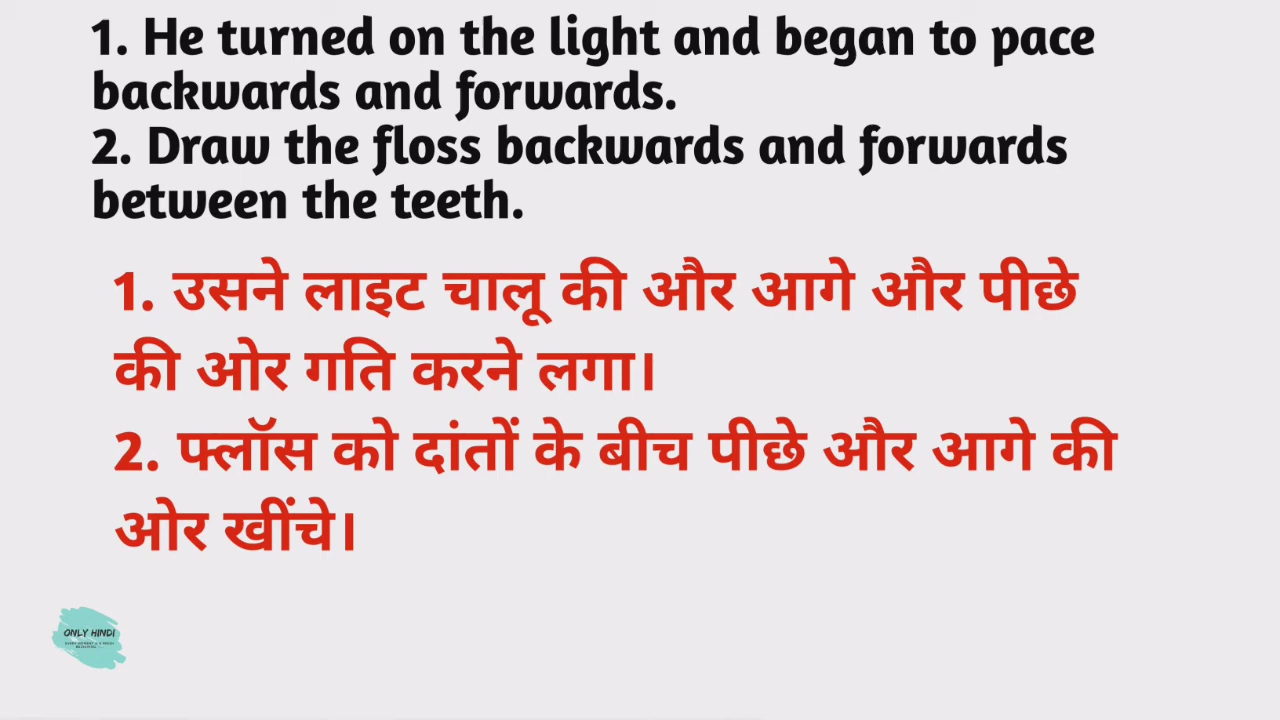 1. He turned on the light and began to pace
backwards and forwards.
2. Draw the floss backwards and forwards
between the teeth.
1. उसने लाइट चालू की और आगे और पीछे
की ओर गति करने लगा।
2. फ्लॉस को दांतों के बीच पीछे और आगे की
ओर खींचे।
ONLY HINDI